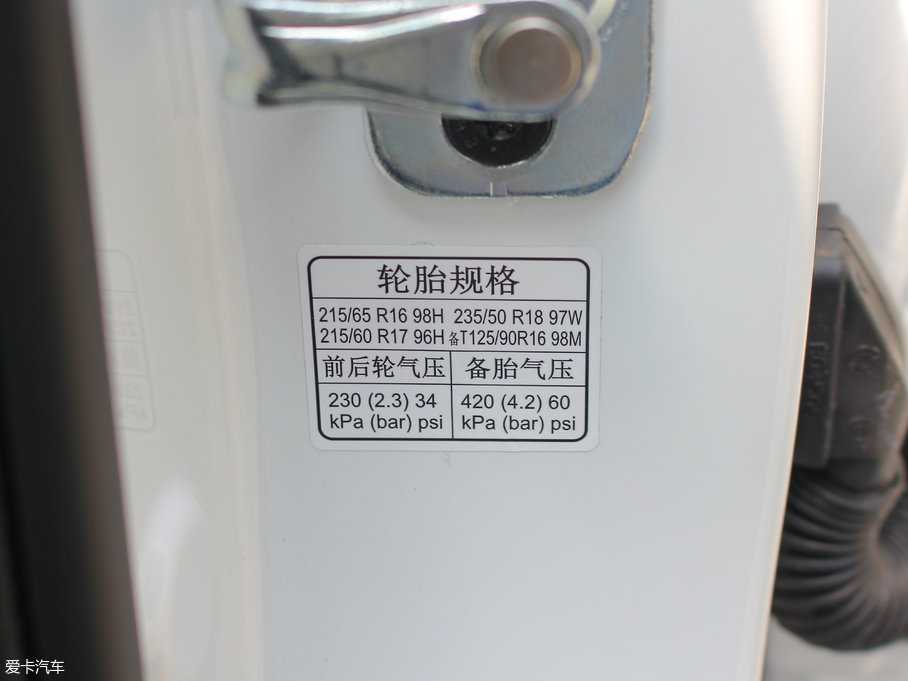 轮胎规格
215/65 R16 98H 235/50 R18 97W
215/60 R17 96H 备T125/90R16 98M
前后轮气压 备胎气压
230 (2.3) 34 420 (4.2) 60
kPa (bar) psi kPa (bar) psi
爱卡汽车